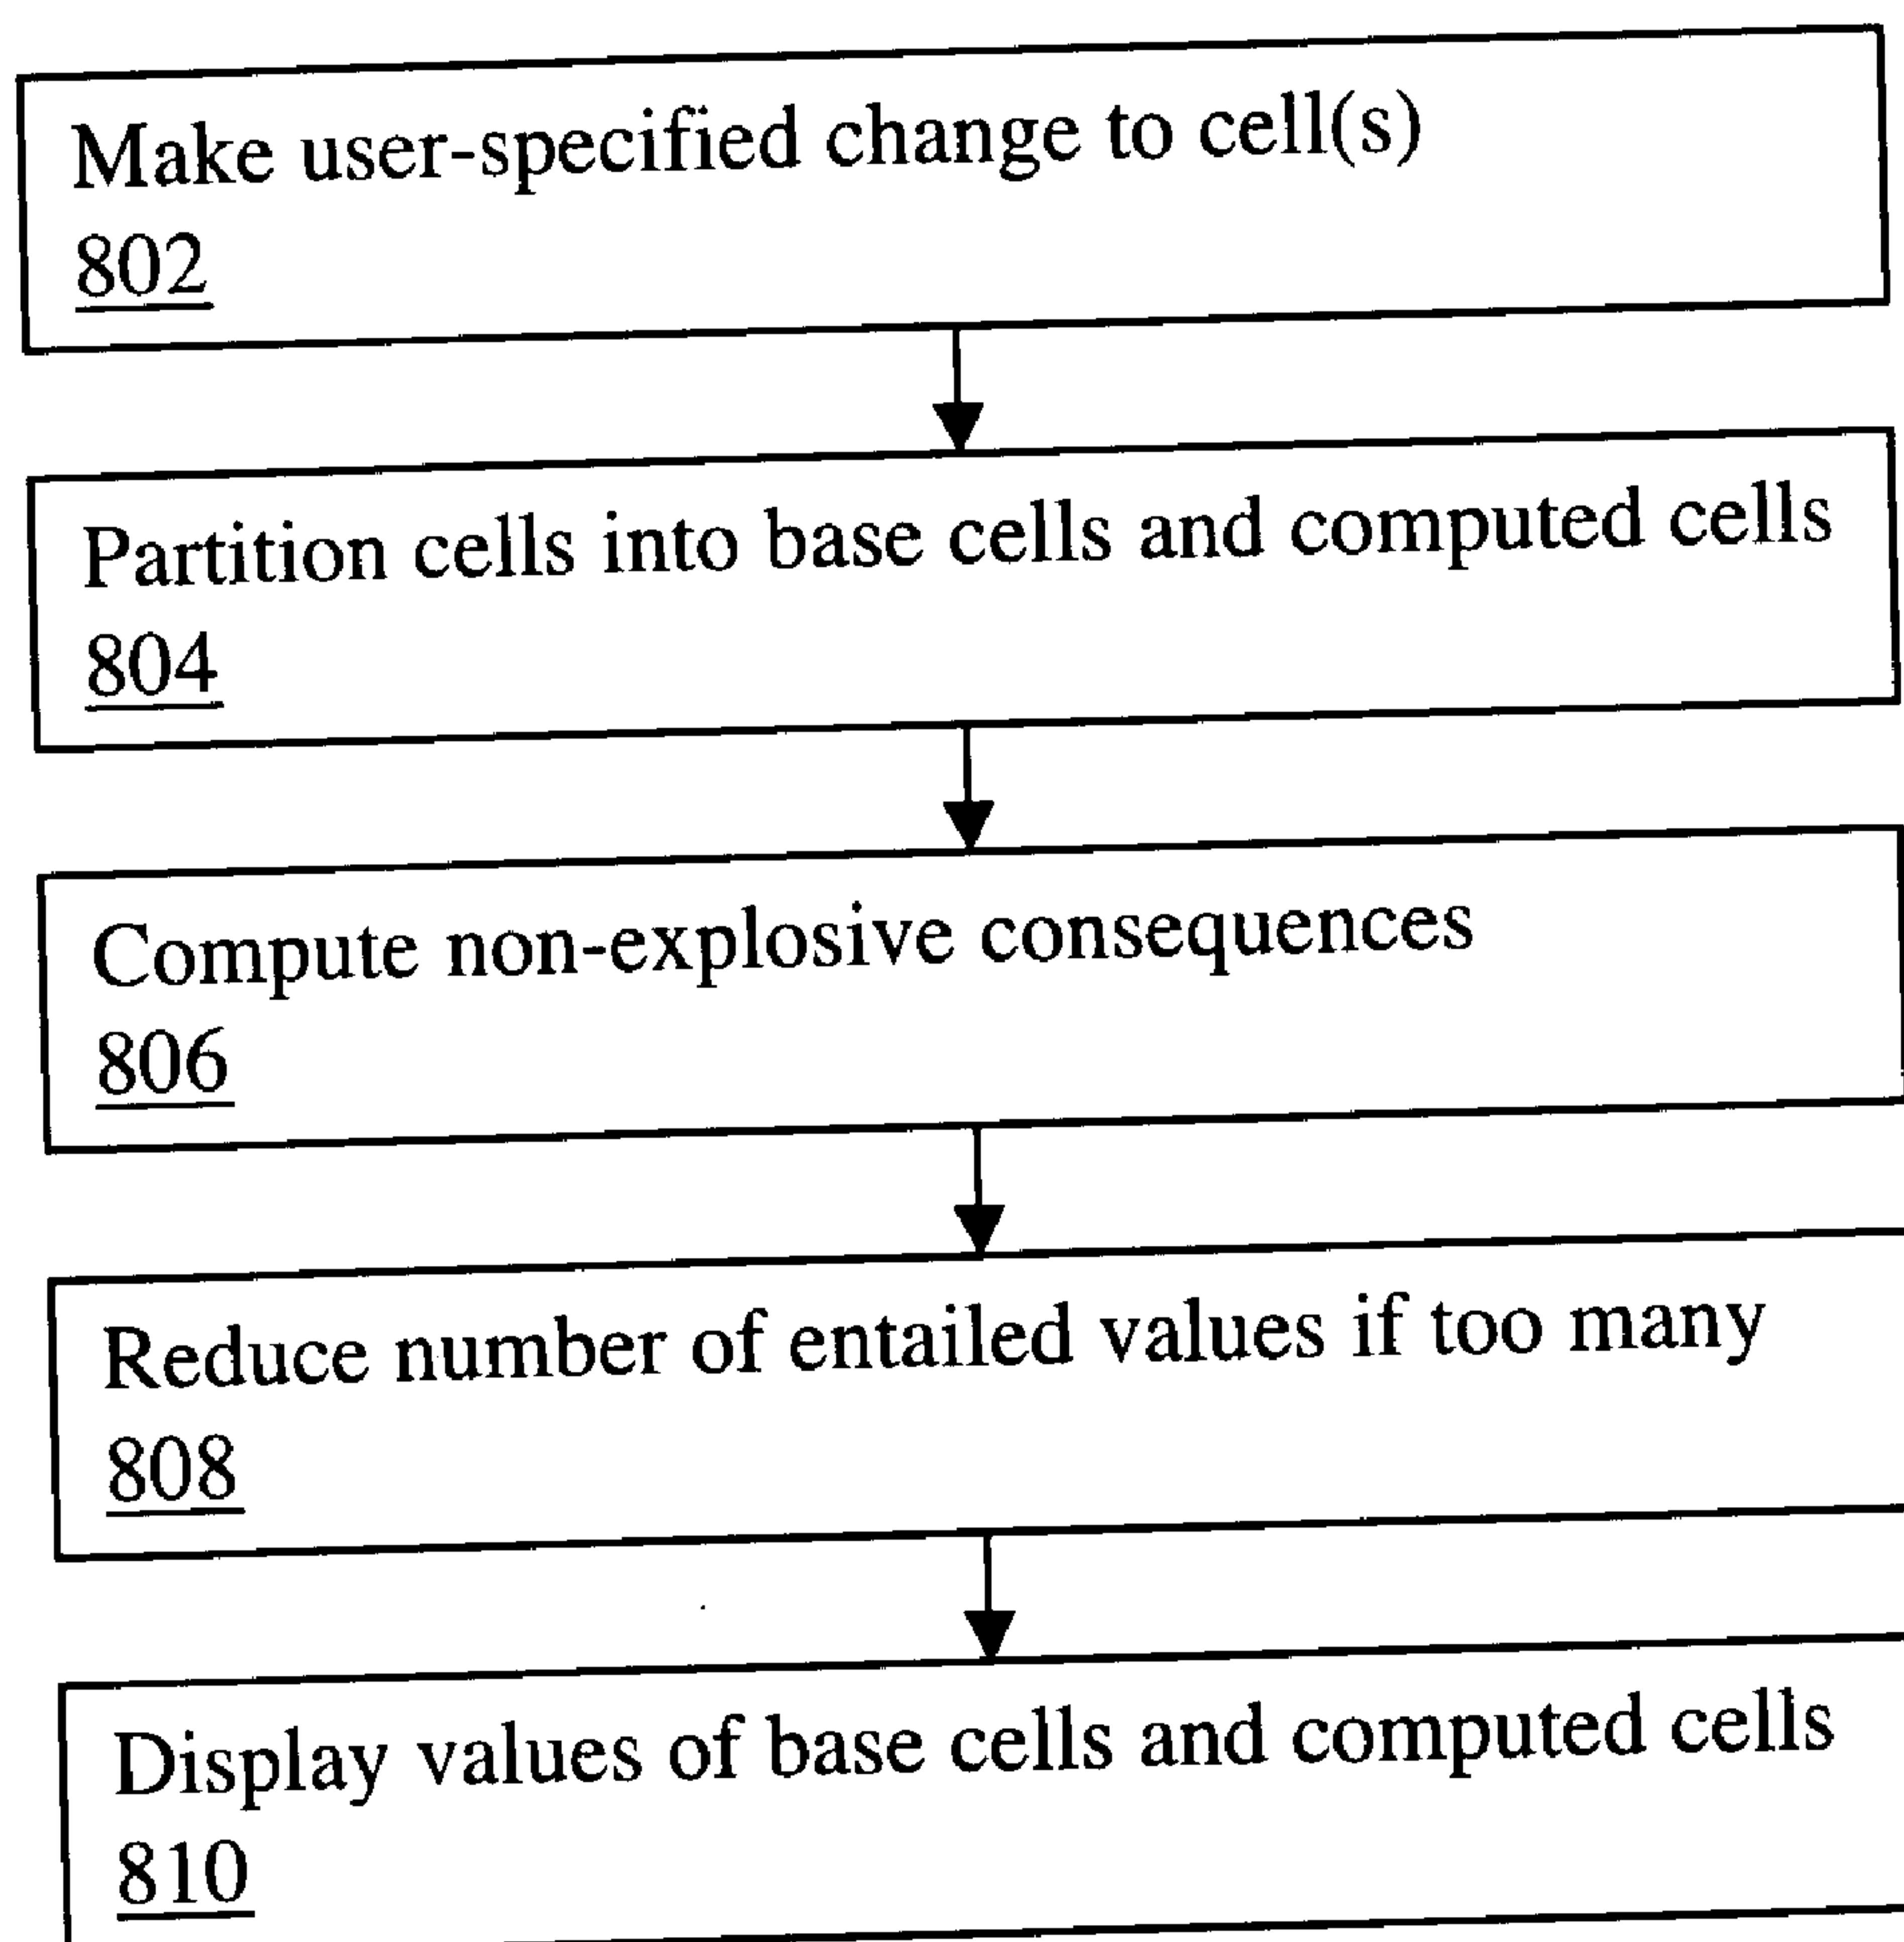 Make user-specified change to cell(s)
802
Partition cells into base cells and computed cells
804
Compute non-explosive consequences
806
Reduce number of entailed values if too many
808
Display values of base cells and computed cells
810